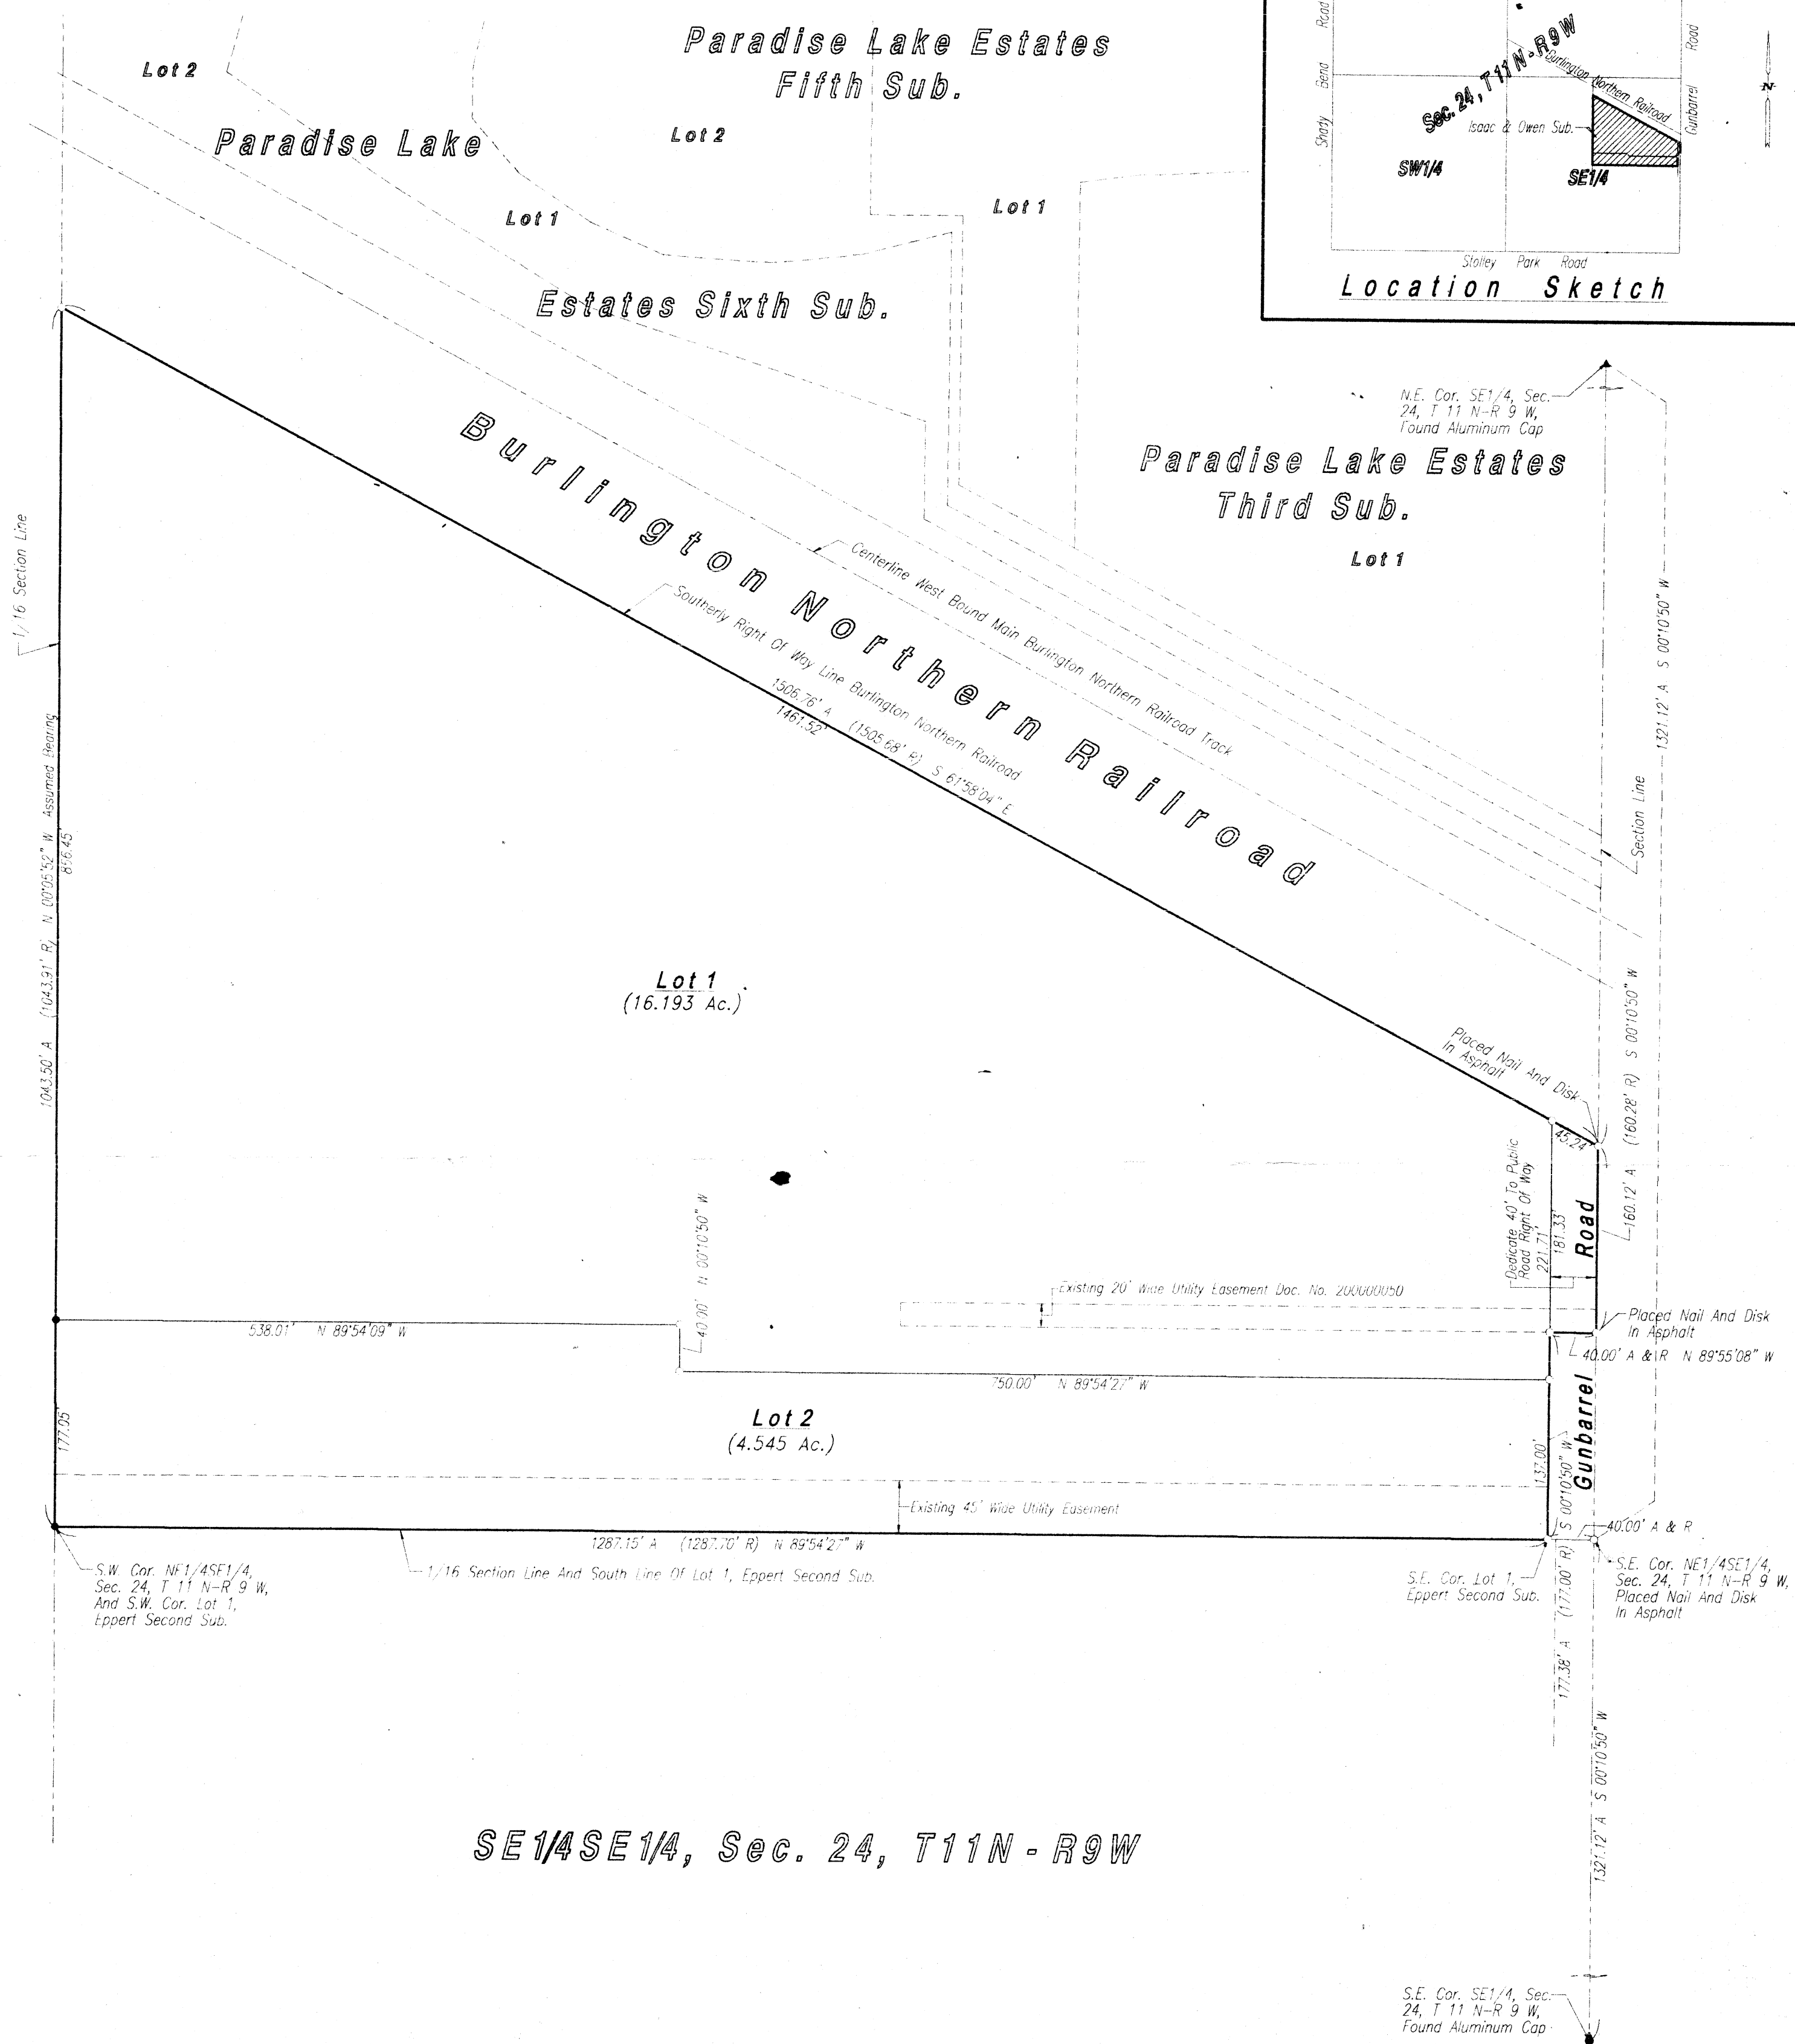 Paradise Lake Estates
Fifth Sub.
Lot 2
Paradise Lake
Lot 2
Lot 1
Lot 1
Estates Sixth Sub.
Road
Shady Bend
Sec. 24, T11N-R9W
Burlington Northern Railroad
Road
Gunbarrel
N
Isaac & Owen Sub.
SW1/4
SE1/4
Stolley Park Road
Location Sketch
N.E. Cor. SE1/4, Sec.
24, T 11 N-R 9 W,
Found Aluminum Cap
Paradise Lake Estates
Third Sub.
Lot 1
Burlington Northern Railroad
Centerline West Bound Main Burlington Northern Railroad Track
Southerly Right Of Way Line Burlington Northern Railroad
1506.76' A (1505.68' R) S 61°58'04" E
1461.52'
1/16 Section Line
1043.50' A (1043.91' R) N 00°05'52" W Assumed Bearing
866.45'
1321.12' A S 00°10'50" W
Section Line
160.12' A (160.28' R) S 00°10'50" W
Lot 1
(16.193 Ac.)
Placed Nail And Disk
In Asphalt
45.24'
Dedicate 40' To Public
Road Right Of Way
221.71'
181.33'
Road
40.00' N 00°10'50" W
Existing 20' Wide Utility Easement Doc. No. 200000050
Placed Nail And Disk
In Asphalt
40.00' A & R N 89°55'08" W
538.01' N 89°54'09" W
750.00' N 89°54'27" W
Lot 2
(4.545 Ac.)
177.05'
137.00'
Gunbarrel
Existing 45' Wide Utility Easement
1287.15' A (1287.70' R) N 89°54'27" W
40.00' A & R
177.38' A (177.00' R) S 00°10'50" W
S.W. Cor. NE1/4SE1/4,
Sec. 24, T 11 N-R 9 W,
And S.W. Cor. Lot 1,
Eppert Second Sub.
1/16 Section Line And South Line Of Lot 1, Eppert Second Sub.
S.E. Cor. Lot 1,
Eppert Second Sub.
S.E. Cor. NE1/4SE1/4,
Sec. 24, T 11 N-R 9 W,
Placed Nail And Disk
In Asphalt
1321.12' A S 00°10'50" W
SE1/4SE1/4, Sec. 24, T11N-R9W
S.E. Cor. SE1/4, Sec.
24, T 11 N-R 9 W,
Found Aluminum Cap